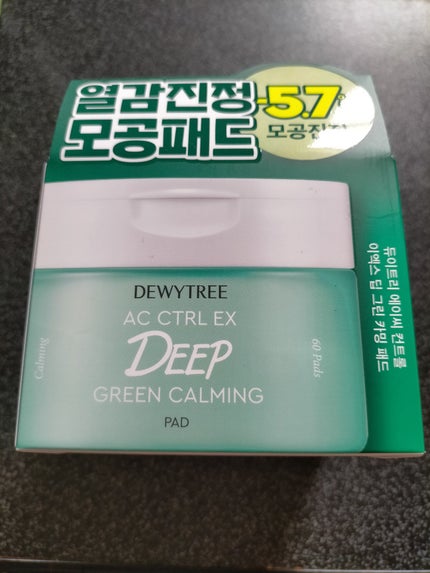 열감진정
모공패드
-5.7
모공진정
DEWYTREE
AC CTRL EX
DEEP
GREEN CALMING
PAD
Calming
60 Pads
듀이트리 에이씨 컨트롤
이엑스 딥 그린 카밍 패드